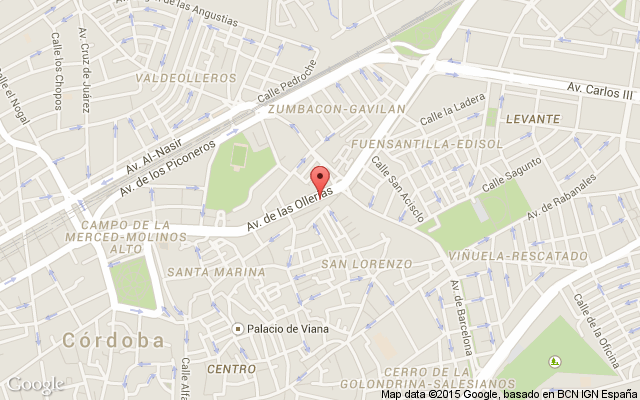 de las Angustias
Calle el Nogal
Calle los Chopos
Av. Cruz de Juárez
VALDEOLLEROS
Calle Pedroche
ZUMBACON-GAVILAN
Av. Carlos III
Calle la Ladera
LEVANTE
FUENSANTILLA-EDISOL
Av. Al-Nasir
Av. de los Piconeros
Calle San Acisclo
Calle Sagunto
Av. de Rabanales
Av. de las Ollerías
CAMPO DE LA
MERCED-MOLINOS
ALTO
SANTA MARINA
SAN LORENZO
VIÑUELA-RESCATADO
Av. de Barcelona
Calle de la Oficina
Palacio de Viana
Córdoba
Calle Alfa
CENTRO
CERRO DE LA
GOLONDRINA-SALESIANOS
Google
Map data ©2015 Google, basado en BCN IGN España